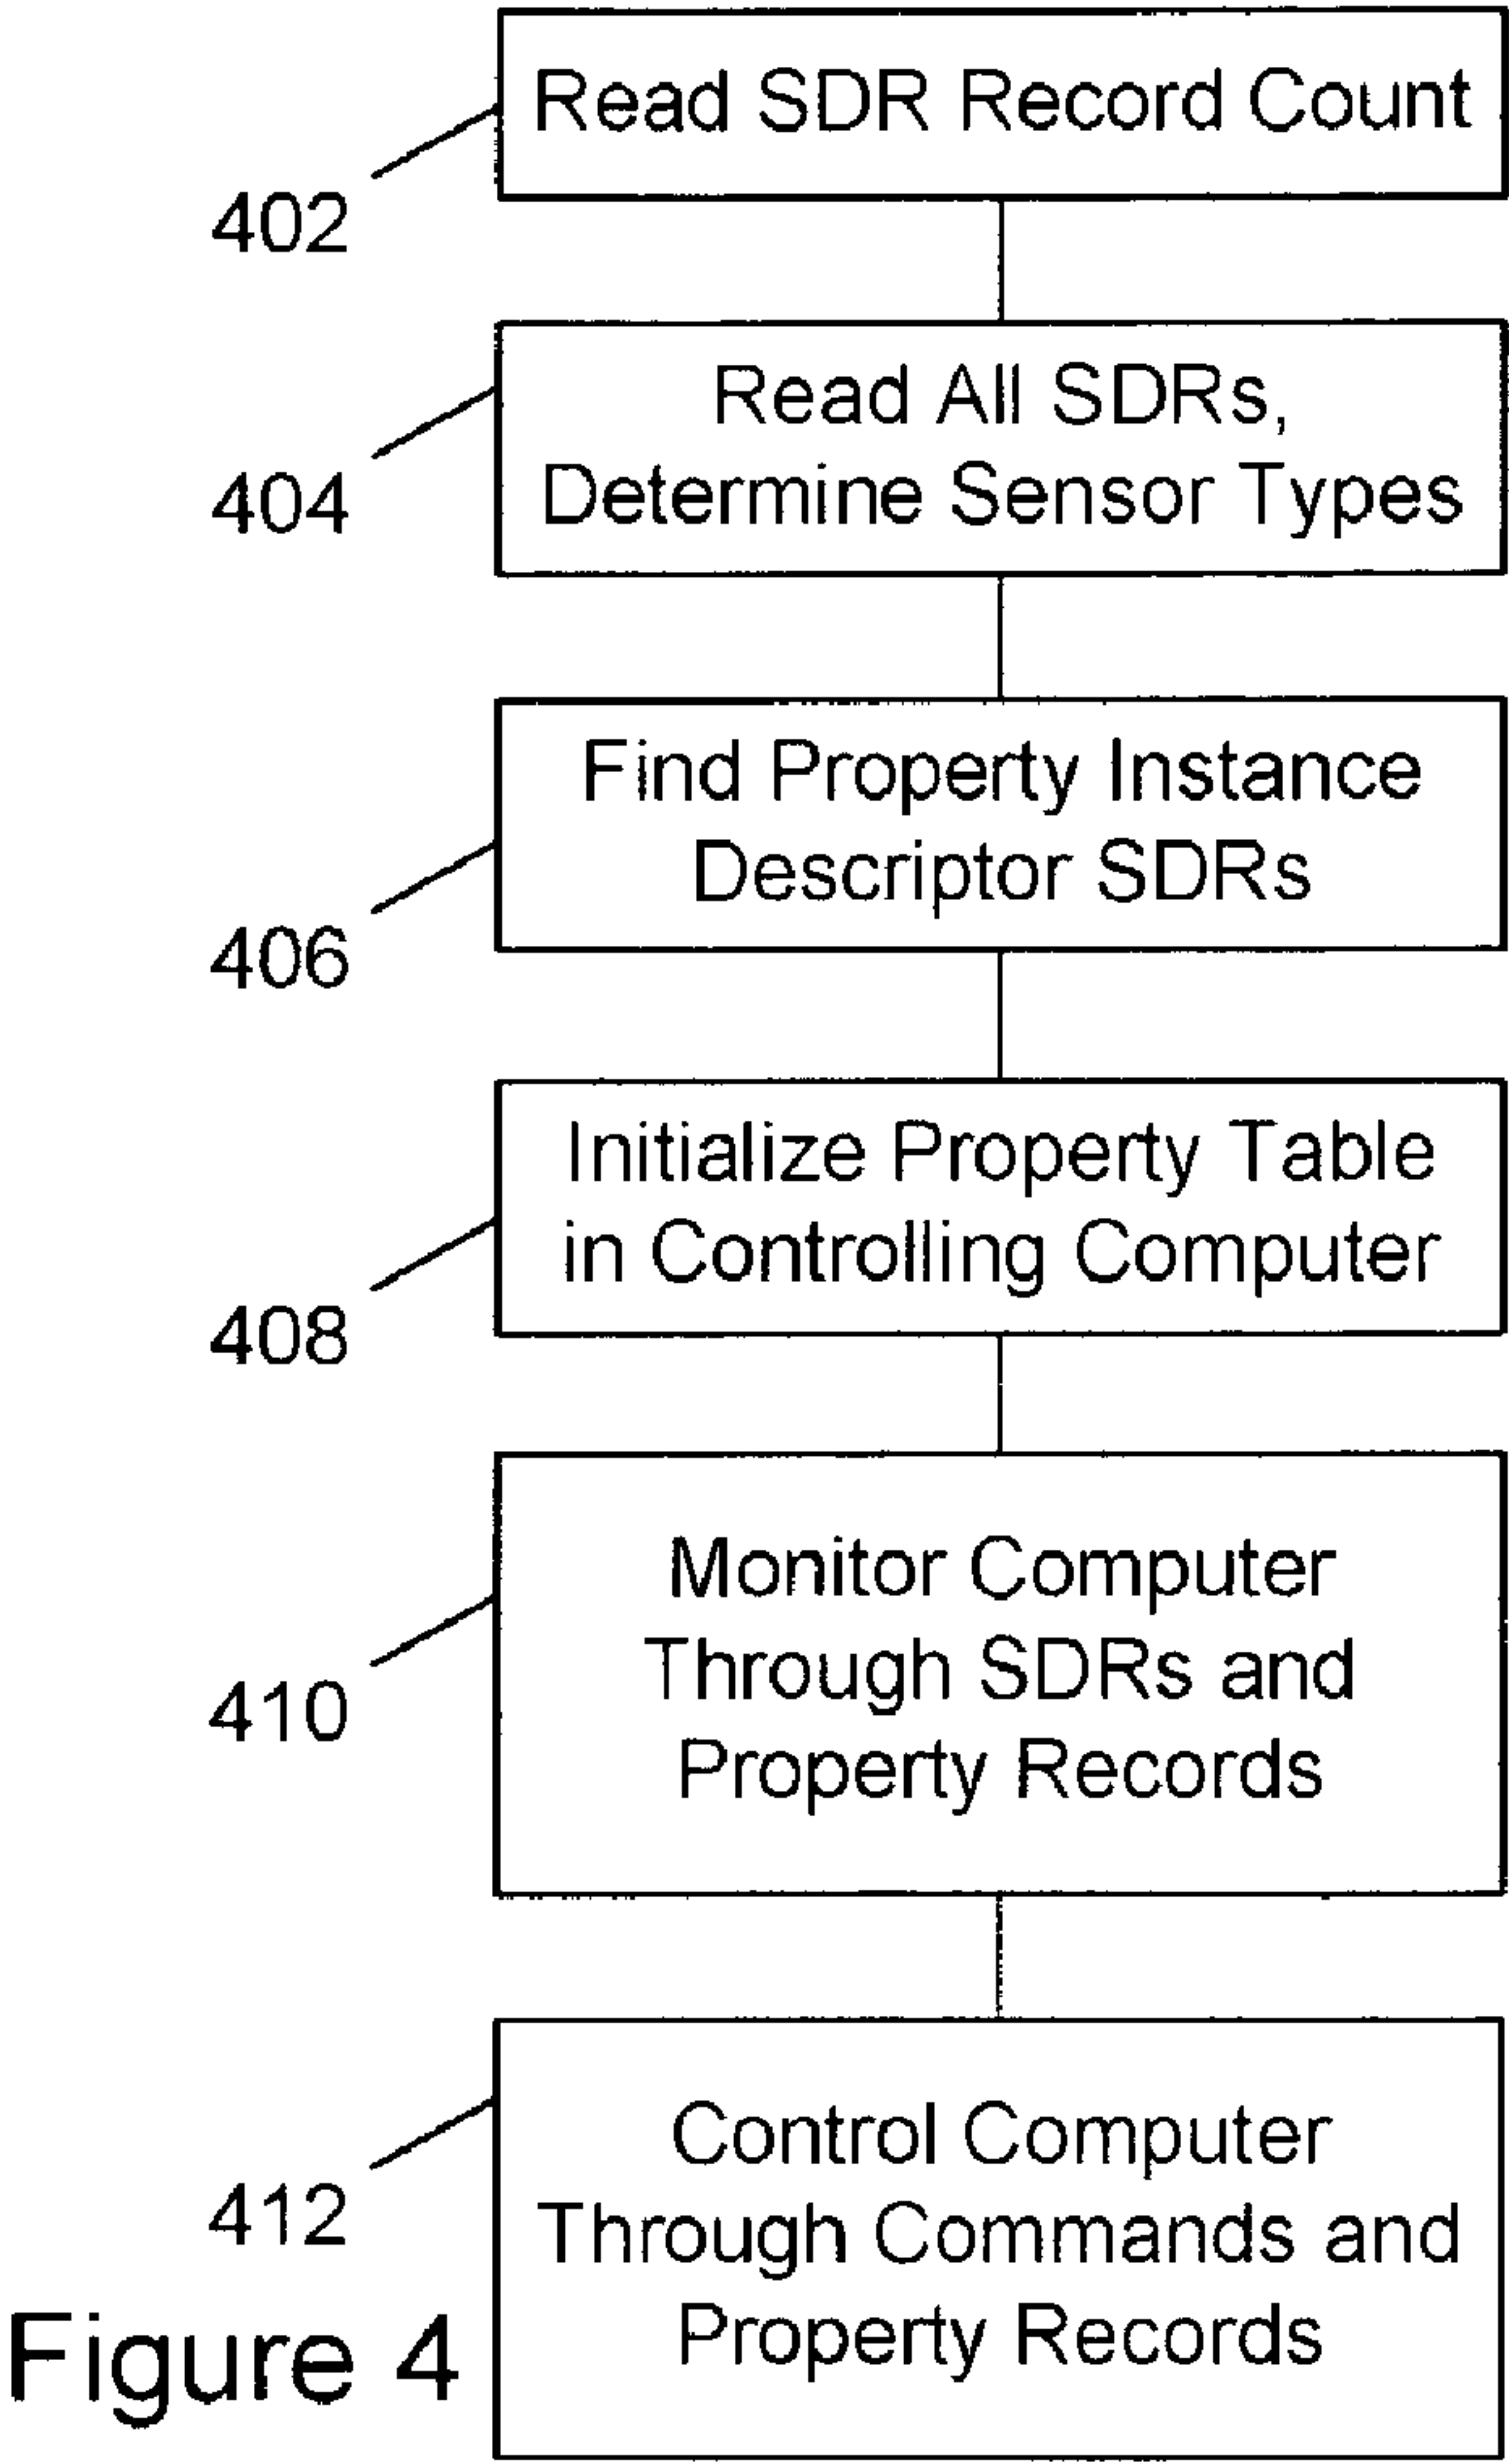 Read SDR Record Count
402
Read All SDRs,
Determine Sensor Types
404
Find Property Instance
Descriptor SDRs
406
Initialize Property Table
in Controlling Computer
408
Monitor Computer
Through SDRs and
Property Records
410
Control Computer
Through Commands and
Property Records
412
Figure 4